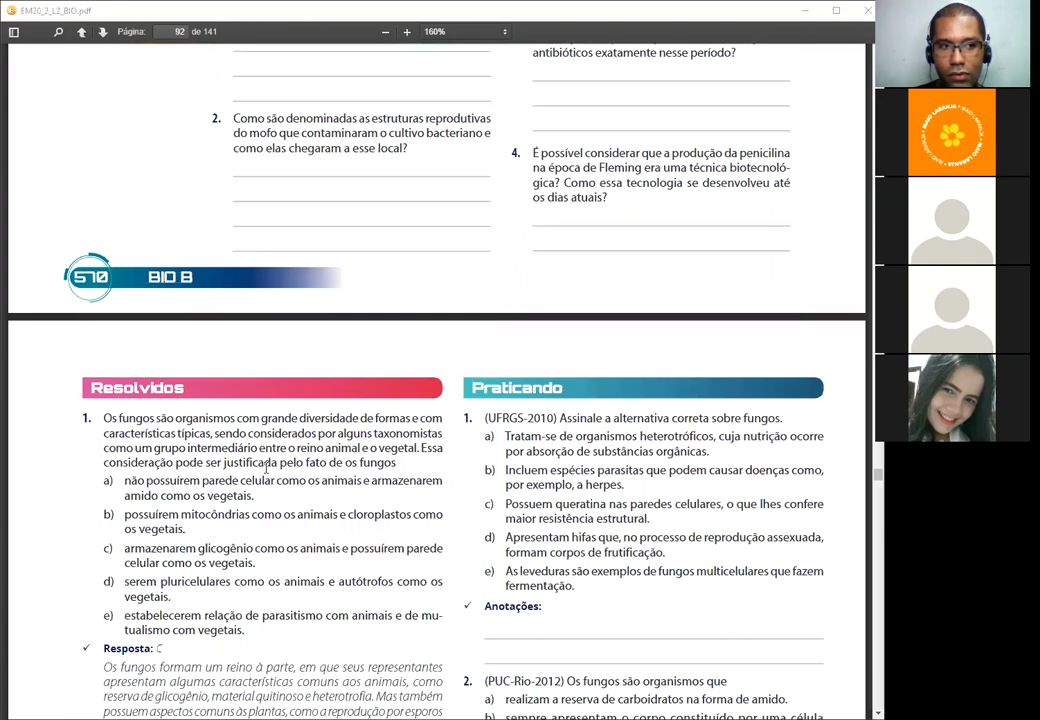 EM20_2_L2_BIO.pdf
Página: 92 de 141
160%
antibióticos exatamente nesse período?
2. Como são denominadas as estruturas reprodutivas
do mofo que contaminaram o cultivo bacteriano e
como elas chegaram a esse local?
4. É possível considerar que a produção da penicilina
na época de Fleming era uma técnica biotecnoló-
gica? Como essa tecnologia se desenvolveu até
os dias atuais?
570 BIO B
Resolvidos
1. Os fungos são organismos com grande diversidade de formas e com
características típicas, sendo considerados por alguns taxonomistas
como um grupo intermediário entre o reino animal e o vegetal. Essa
consideração pode ser justificada pelo fato de os fungos
a) não possuírem parede celular como os animais e armazenarem
amido como os vegetais.
b) possuírem mitocôndrias como os animais e cloroplastos como
os vegetais.
c) armazenarem glicogênio como os animais e possuírem parede
celular como os vegetais.
d) serem pluricelulares como os animais e autótrofos como os
vegetais.
e) estabelecerem relação de parasitismo com animais e de mu-
tualismo com vegetais.
Resposta: C
Os fungos formam um reino à parte, em que seus representantes
apresentam algumas características comuns aos animais, como
reserva de glicogênio, material quitinoso e heterotrofia. Mas também
possuem aspectos comuns às plantas, como a reprodução por esporos
Praticando
1. (UFRGS-2010) Assinale a alternativa correta sobre fungos.
a) Tratam-se de organismos heterotróficos, cuja nutrição ocorre
por absorção de substâncias orgânicas.
b) Incluem espécies parasitas que podem causar doenças como,
por exemplo, a herpes.
c) Possuem queratina nas paredes celulares, o que lhes confere
maior resistência estrutural.
d) Apresentam hifas que, no processo de reprodução assexuada,
formam corpos de frutificação.
e) As leveduras são exemplos de fungos multicelulares que fazem
fermentação.
Anotações:
2. (PUC-Rio-2012) Os fungos são organismos que
a) realizam a reserva de carboidratos na forma de amido.
b) sempre apresentam o corpo constituído por uma célula
MAIO LARANJA